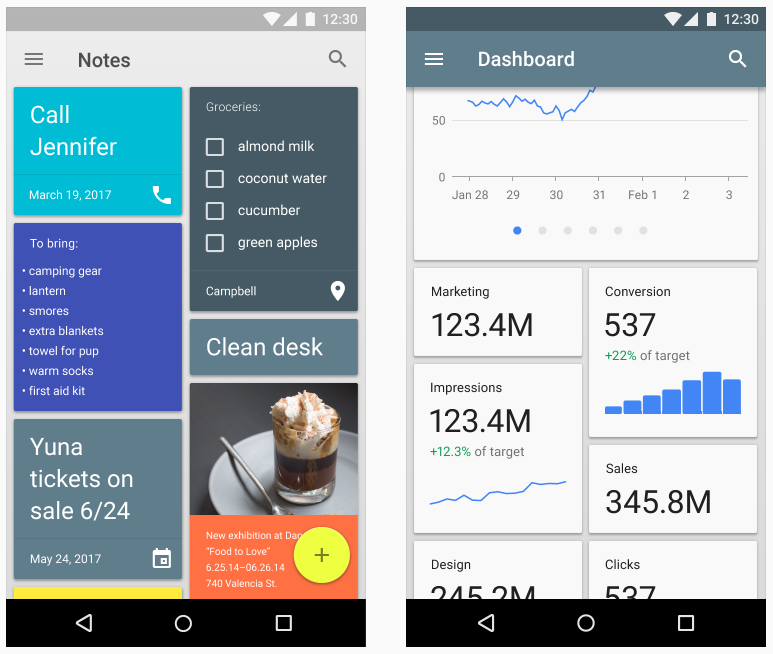 12:30
Notes
Call
Jennifer
March 19, 2017
To bring:
• camping gear
• lantern
• smores
• extra blankets
• towel for pup
• warm socks
• first aid kit
Yuna
tickets on
sale 6/24
May 24, 2017
Groceries:
almond milk
coconut water
cucumber
green apples
Campbell
Clean desk
New exhibition at
"Food to Love"
6.25.14–06.26.14
740 Valencia St.
12:30
Dashboard
50
0
Jan 28 29 30 31 Feb 1 2 3
Marketing
123.4M
Impressions
123.4M
+12.3% of target
Design
245.2M
Conversion
537
+22% of target
Sales
345.8M
Clicks
537